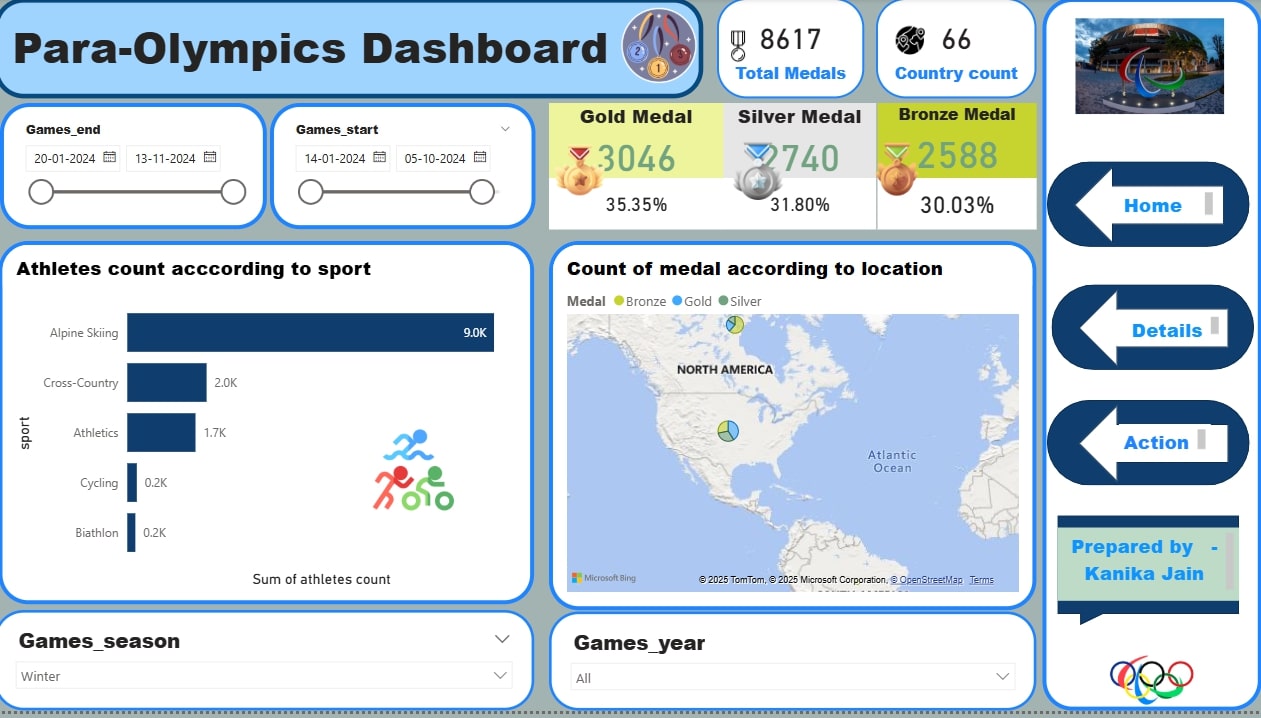 Para-Olympics Dashboard
2
1
8617
Total Medals
66
Country count
Games_end
20-01-2024
13-11-2024
Games_start
14-01-2024
05-10-2024
Gold Medal
3046
35.35%
Silver Medal
2740
31.80%
Bronze Medal
2588
30.03%
Home
Details
Action
Prepared by -
Kanika Jain
Athletes count acccording to sport
sport
Alpine Skiing
9.0K
Cross-Country
2.0K
Athletics
1.7K
Cycling
0.2K
Biathlon
0.2K
Sum of athletes count
Count of medal according to location
Medal Bronze Gold Silver
NORTH AMERICA
Atlantic
Ocean
Microsoft Bing
© 2025 TomTom, © 2025 Microsoft Corporation, © OpenStreetMap Terms
Games_season
Winter
Games_year
All